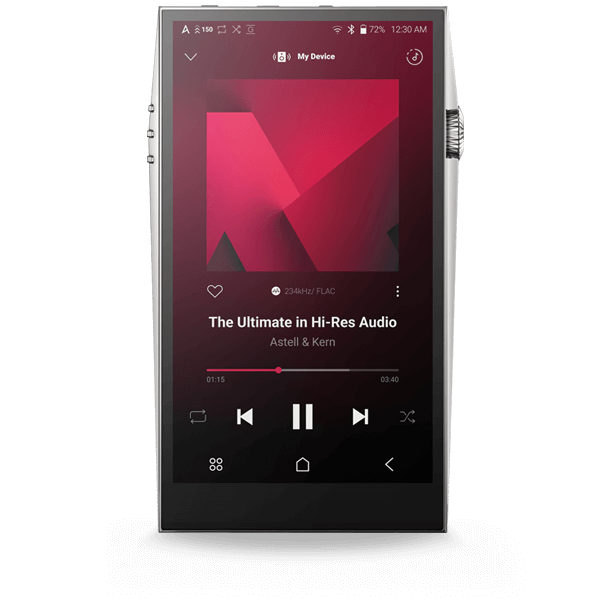 A 150 72% 12:30 AM
My Device
234kHz/ FLAC
The Ultimate in Hi-Res Audio
Astell & Kern
01:15 03:40